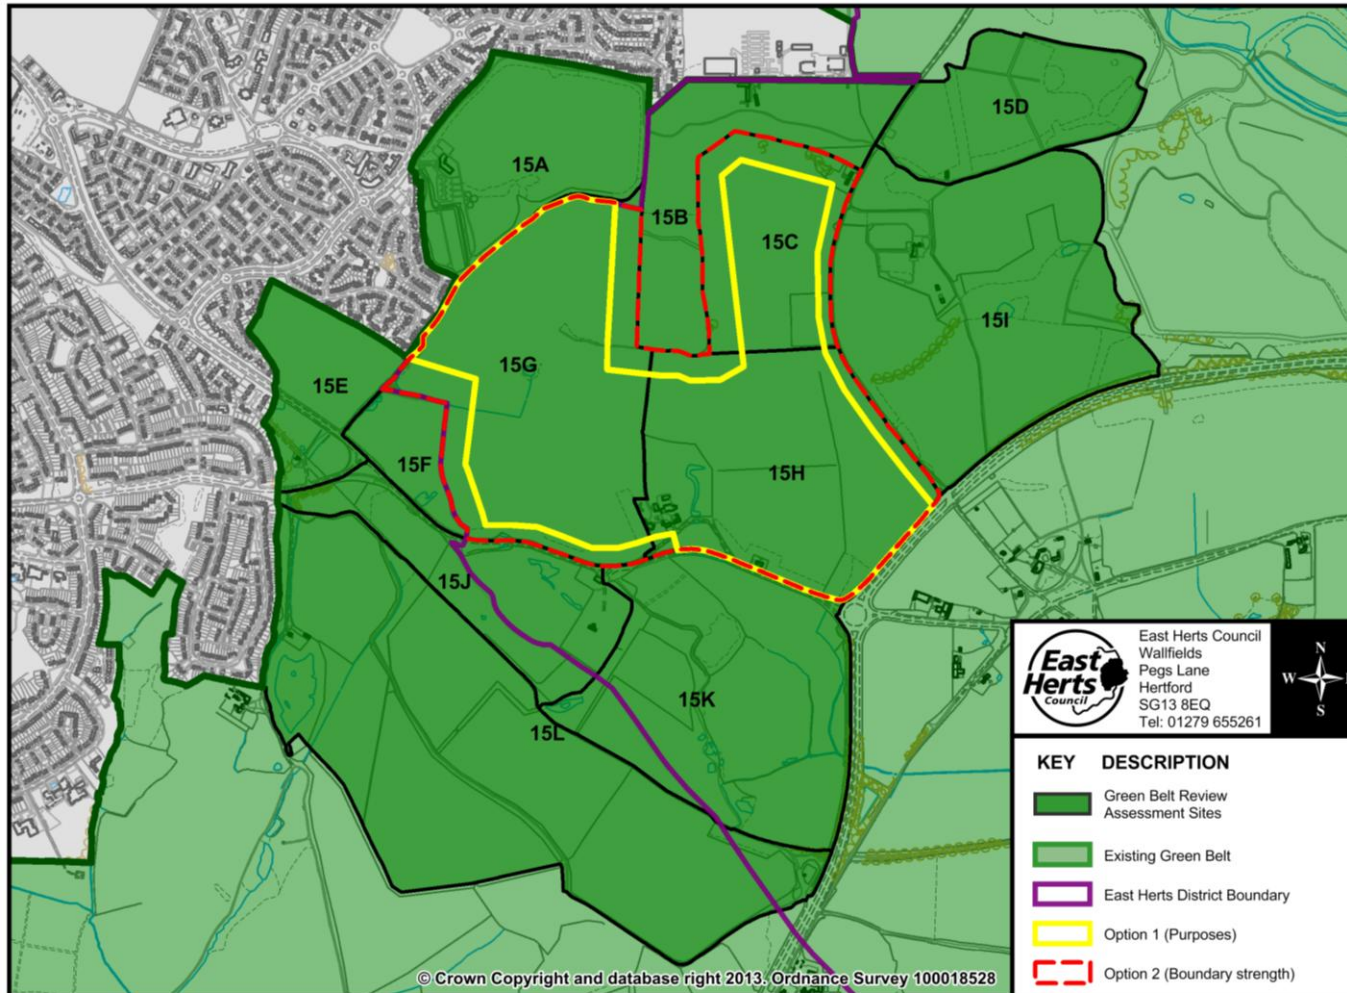 15A
15B
15C
15D
15E
15F
15G
15H
15I
15J
15K
15L
East
Herts
Council
East Herts Council
Wallfields
Pegs Lane
Hertford
SG13 8EQ
Tel: 01279 655261
N
W
S
KEY DESCRIPTION
Green Belt Review
Assessment Sites
Existing Green Belt
East Herts District Boundary
Option 1 (Purposes)
Option 2 (Boundary strength)
© Crown Copyright and database right 2013. Ordnance Survey 100018528